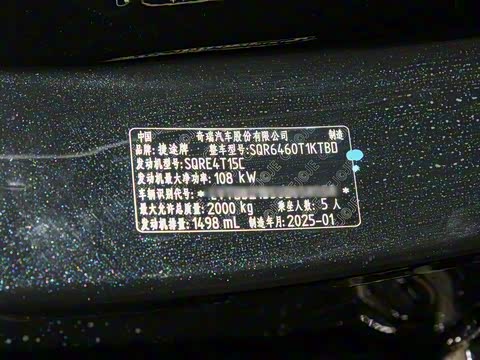 中国 奇瑞汽车股份有限公司 制造
品牌: 捷途牌 整车型号: SQR6460T1KTBD
发动机型号: SQRE4T15C
发动机最大净功率: 108 kW
车辆识别代号: * *
最大允许总质量: 2000 kg 乘坐人数: 5 人
发动机排量: 1498 mL 制造年月: 2025-01